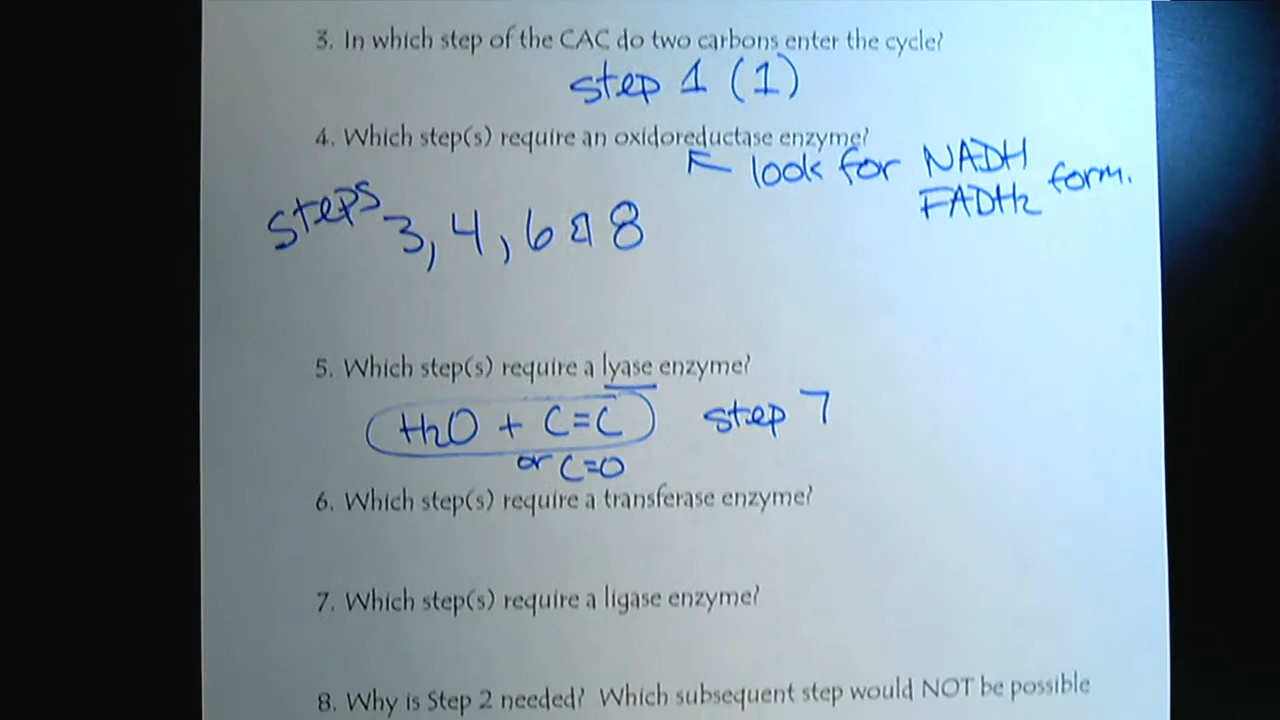 3. In which step of the CAC do two carbons enter the cycle?
step 1 (1)
4. Which step(s) require an oxidoreductase enzyme?
look for NADH
FADH2 form.
steps 3, 4, 6 & 8
5. Which step(s) require a lyase enzyme?
H2O + C=C step 7
or C=O
6. Which step(s) require a transferase enzyme?
7. Which step(s) require a ligase enzyme?
8. Why is Step 2 needed? Which subsequent step would NOT be possible